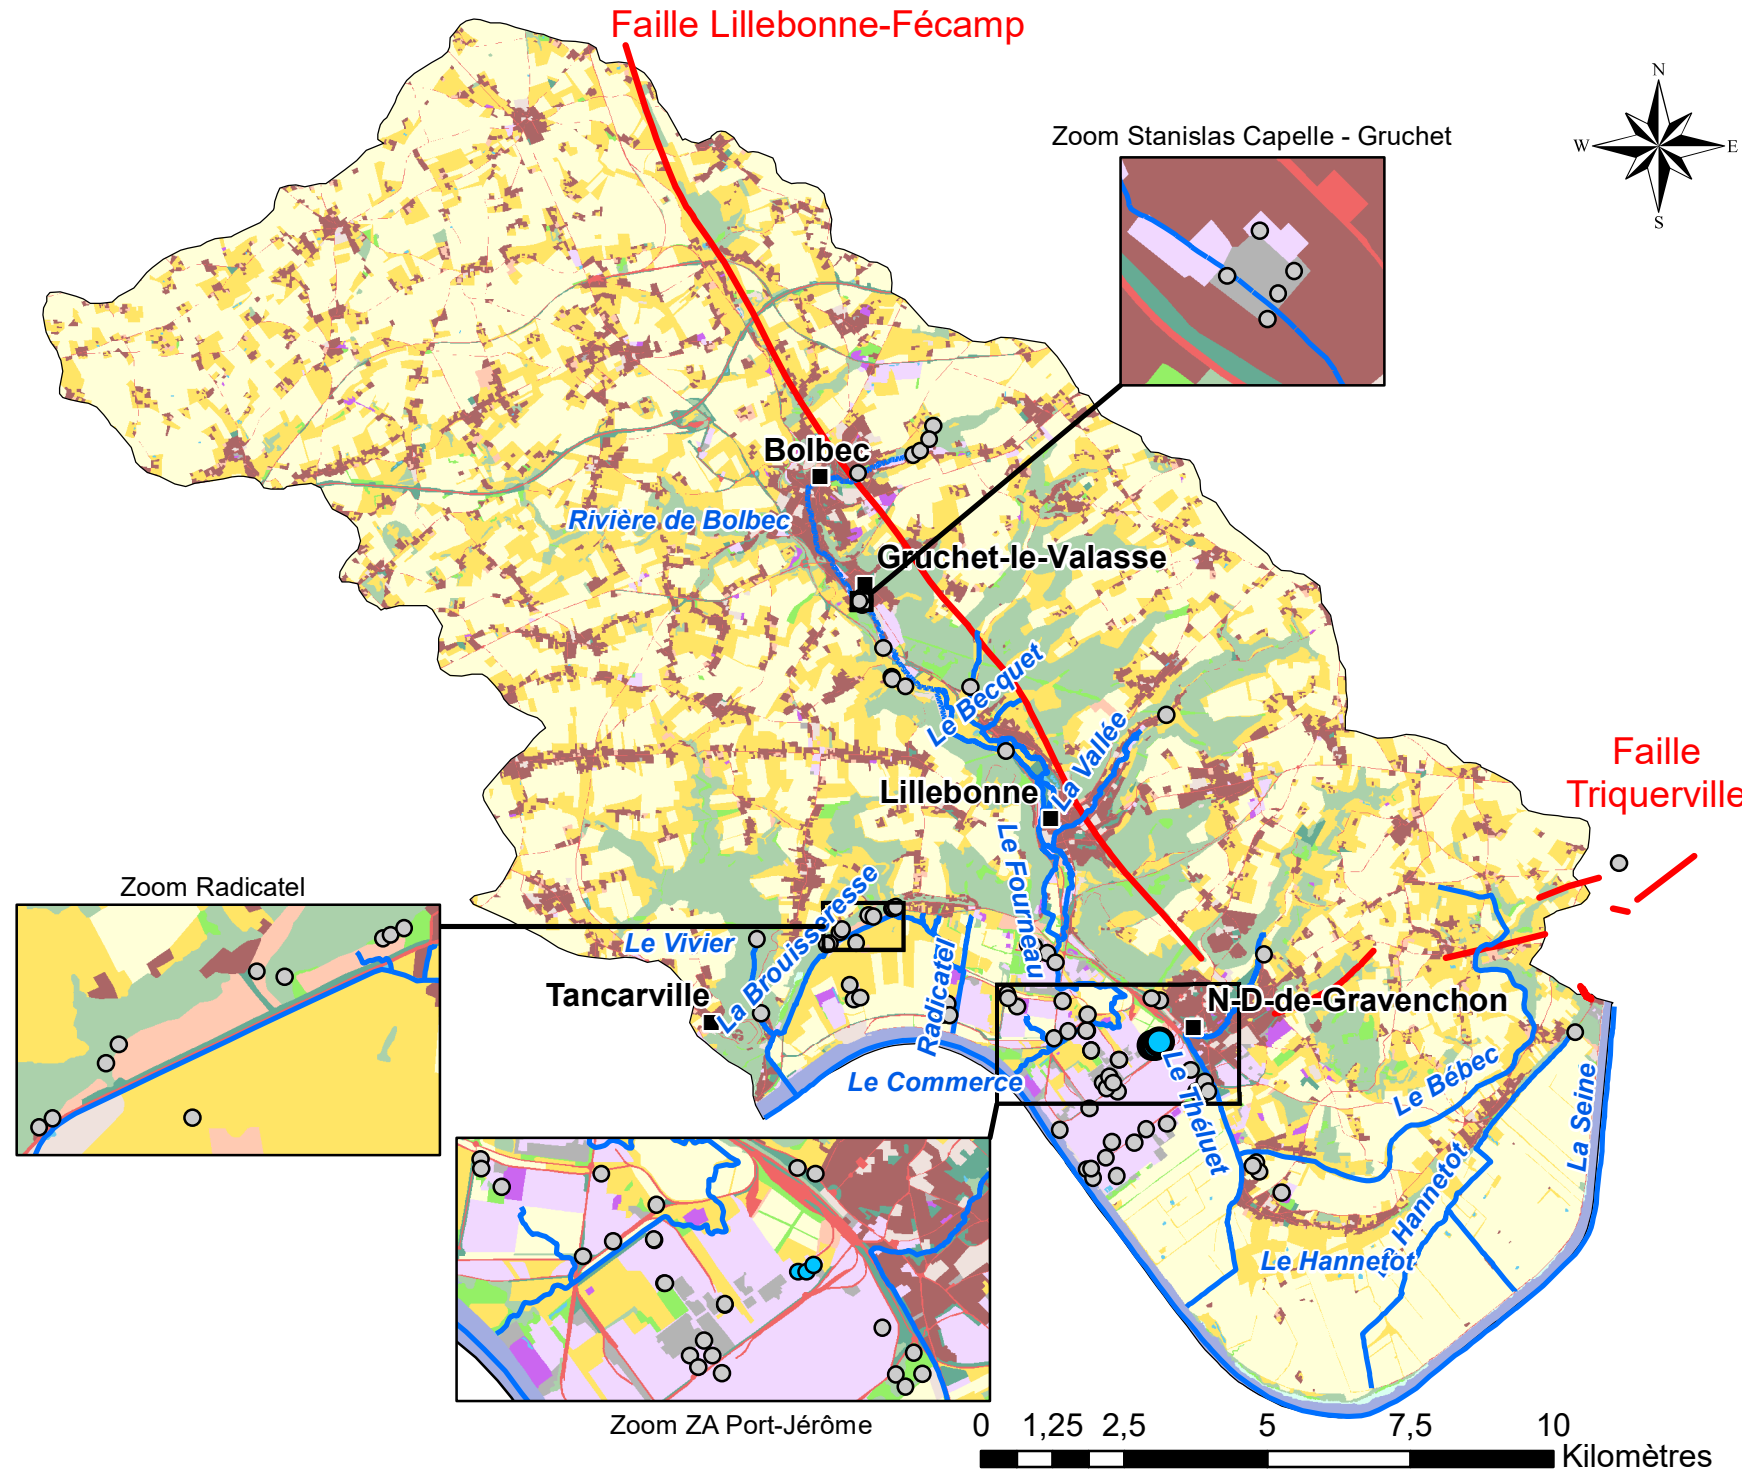 Faille Lillebonne-Fécamp
N
W
E
S
Zoom Stanislas Capelle - Gruchet
Bolbec
Rivière de Bolbec
Gruchet-le-Valasse
Le Becquet
La Vallée
Lillebonne
Faille
Triquerville
Le Fourneau
Zoom Radicatel
La Brouisseresse
Le Vivier
Radicatel
Tancarville
N-D-de-Gravenchon
Le Commerce
Le Théluet
Le Bébec
La Seine
Hannetot
Le Hannetot
Zoom ZA Port-Jérôme
0 1,25 2,5 5 7,5 10
Kilomètres